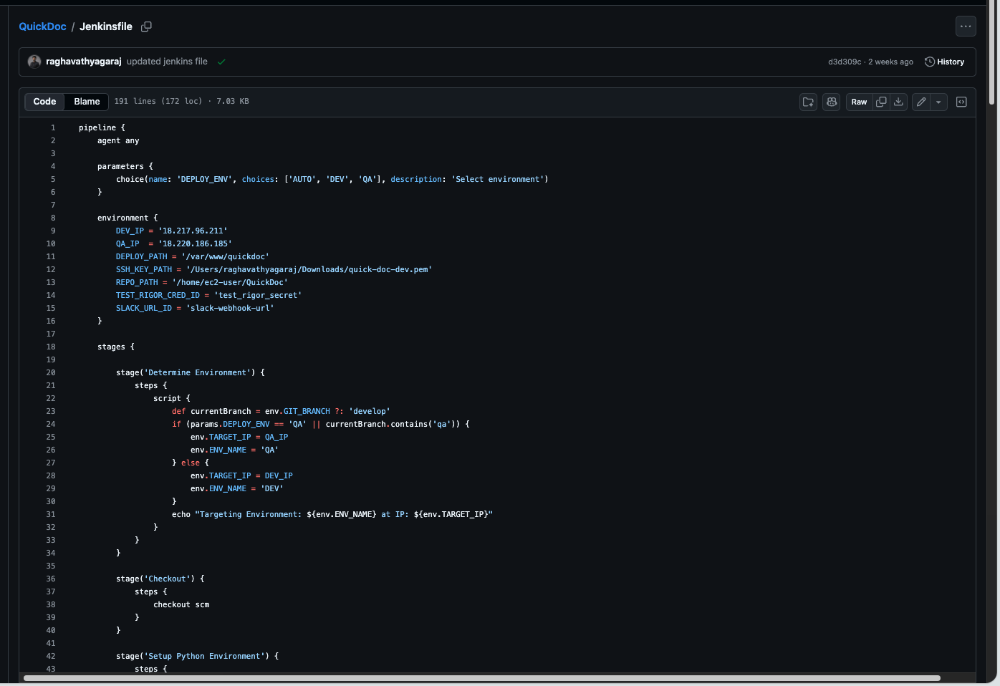 QuickDoc / Jenkinsfile
raghavathyagaraj updated jenkins file
d3d309c · 2 weeks ago History
Code Blame 191 lines (172 loc) · 7.03 KB Raw
1 pipeline {
2     agent any
3
4     parameters {
5         choice(name: 'DEPLOY_ENV', choices: ['AUTO', 'DEV', 'QA'], description: 'Select environment')
6     }
7
8     environment {
9         DEV_IP = '18.217.96.211'
10         QA_IP  = '18.220.186.185'
11         DEPLOY_PATH = '/var/www/quickdoc'
12         SSH_KEY_PATH = '/Users/raghavathyagaraj/Downloads/quick-doc-dev.pem'
13         REPO_PATH = '/home/ec2-user/QuickDoc'
14         TEST_RIGOR_CRED_ID = 'test_rigor_secret'
15         SLACK_URL_ID = 'slack-webhook-url'
16     }
17
18     stages {
19
20         stage('Determine Environment') {
21             steps {
22                 script {
23                     def currentBranch = env.GIT_BRANCH ?: 'develop'
24                     if (params.DEPLOY_ENV == 'QA' || currentBranch.contains('qa')) {
25                         env.TARGET_IP = QA_IP
26                         env.ENV_NAME = 'QA'
27                     } else {
28                         env.TARGET_IP = DEV_IP
29                         env.ENV_NAME = 'DEV'
30                     }
31                     echo "Targeting Environment: ${env.ENV_NAME} at IP: ${env.TARGET_IP}"
32                 }
33             }
34         }
35
36         stage('Checkout') {
37             steps {
38                 checkout scm
39             }
40         }
41
42         stage('Setup Python Environment') {
43             steps {